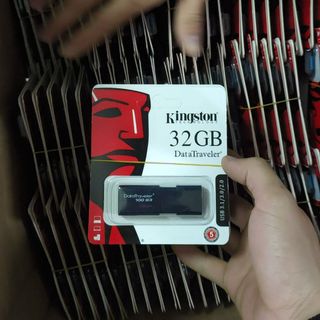 Kingston
32GB
DataTraveler
DataTraveler
100 G3
USB 3.1/3.0/2.0
5